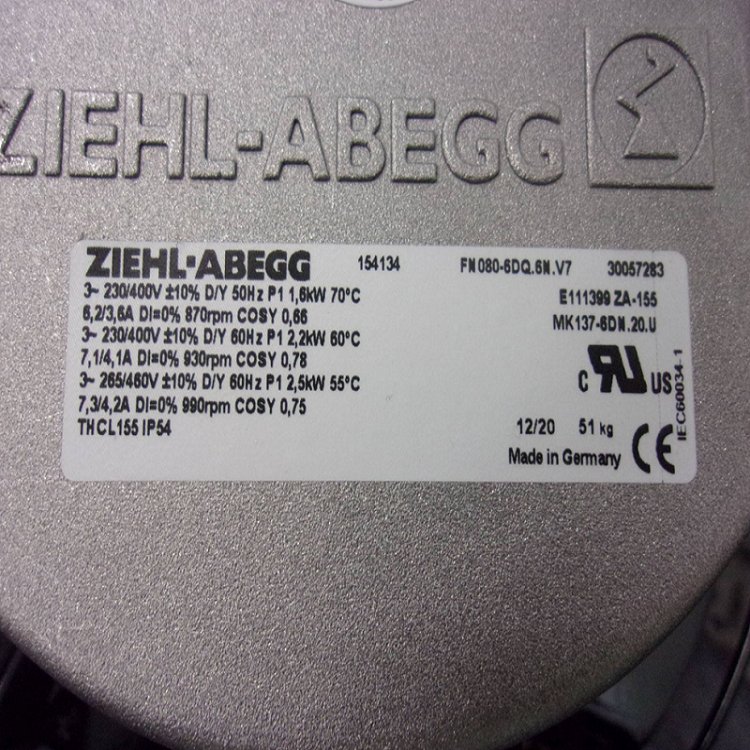 ZIEHL-ABEGG
ZIEHL-ABEGG 154134 FN080-6DQ.6N.V7 30057283
3~ 230/400V ±10% D/Y 50Hz P1 1,6kW 70°C E111399 ZA-155
6,2/3,6A DI=0% 870rpm COSY 0,66 MK137-6DN.20.U
3~ 230/400V ±10% D/Y 60Hz P1 2,2kW 60°C
7,1/4,1A DI=0% 930rpm COSY 0,78
3~ 265/460V ±10% D/Y 60Hz P1 2,5kW 55°C
C RU US
7,3/4,2A DI=0% 990rpm COSY 0,75
THCL155 IP54 12/20 51 kg
Made in Germany CE
IEC60034-1